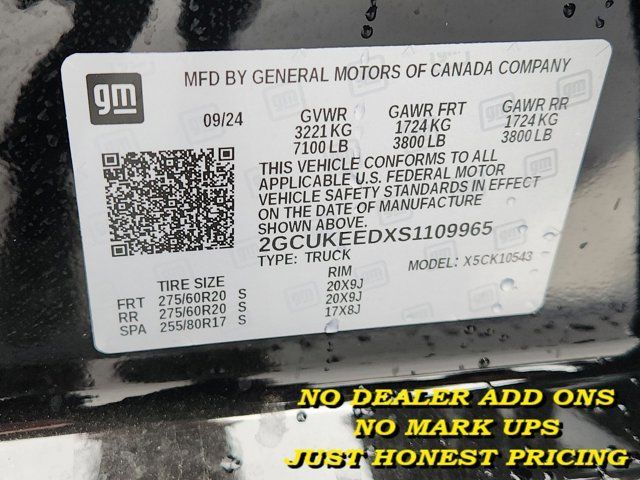 gm
MFD BY GENERAL MOTORS OF CANADA COMPANY
09/24
GVWR
3221 KG
7100 LB
GAWR FRT
1724 KG
3800 LB
GAWR RR
1724 KG
3800 LB
THIS VEHICLE CONFORMS TO ALL
APPLICABLE U.S. FEDERAL MOTOR
VEHICLE SAFETY STANDARDS IN EFFECT
ON THE DATE OF MANUFACTURE
SHOWN ABOVE.
2GCUKEEDXS1109965
TYPE: TRUCK
MODEL: X5CK10543
TIRE SIZE RIM
FRT 275/60R20 S 20X9J
RR 275/60R20 S 20X9J
SPA 255/80R17 S 17X8J
NO DEALER ADD ONS
NO MARK UPS
JUST HONEST PRICING